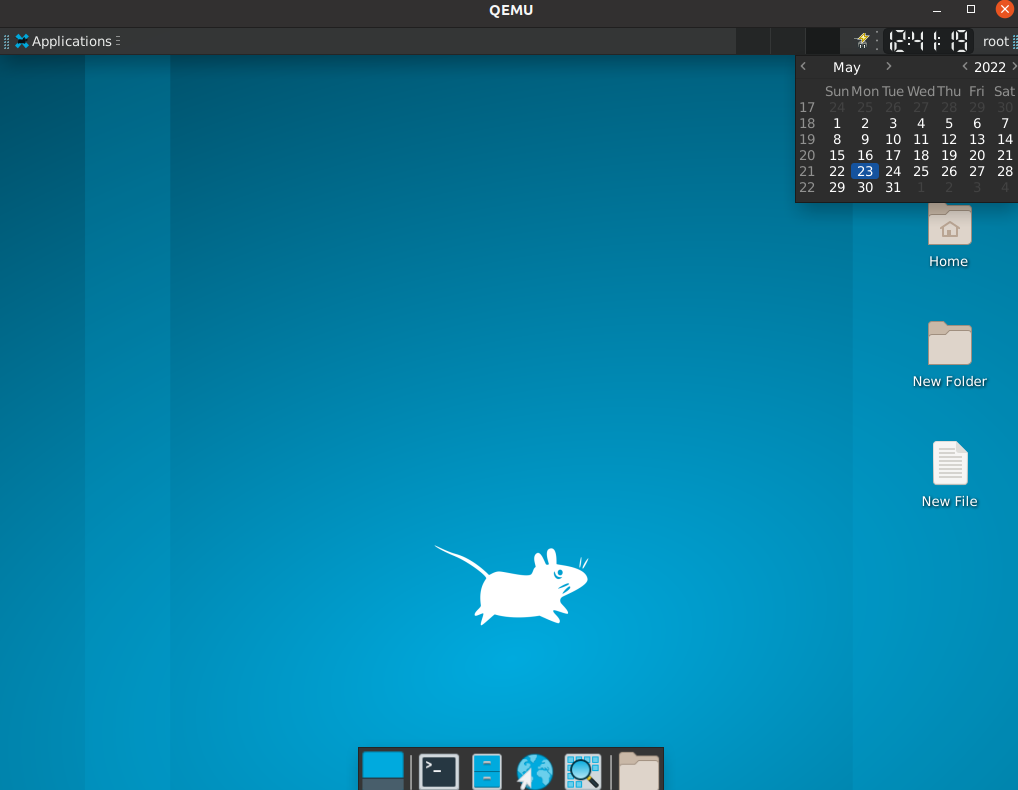 QEMU
Applications 12:41:19 root
May 2022
Sun Mon Tue Wed Thu Fri Sat
17 24 25 26 27 28 29 30
18 1 2 3 4 5 6 7
19 8 9 10 11 12 13 14
20 15 16 17 18 19 20 21
21 22 23 24 25 26 27 28
22 29 30 31 1 2 3 4
Home
New Folder
New File